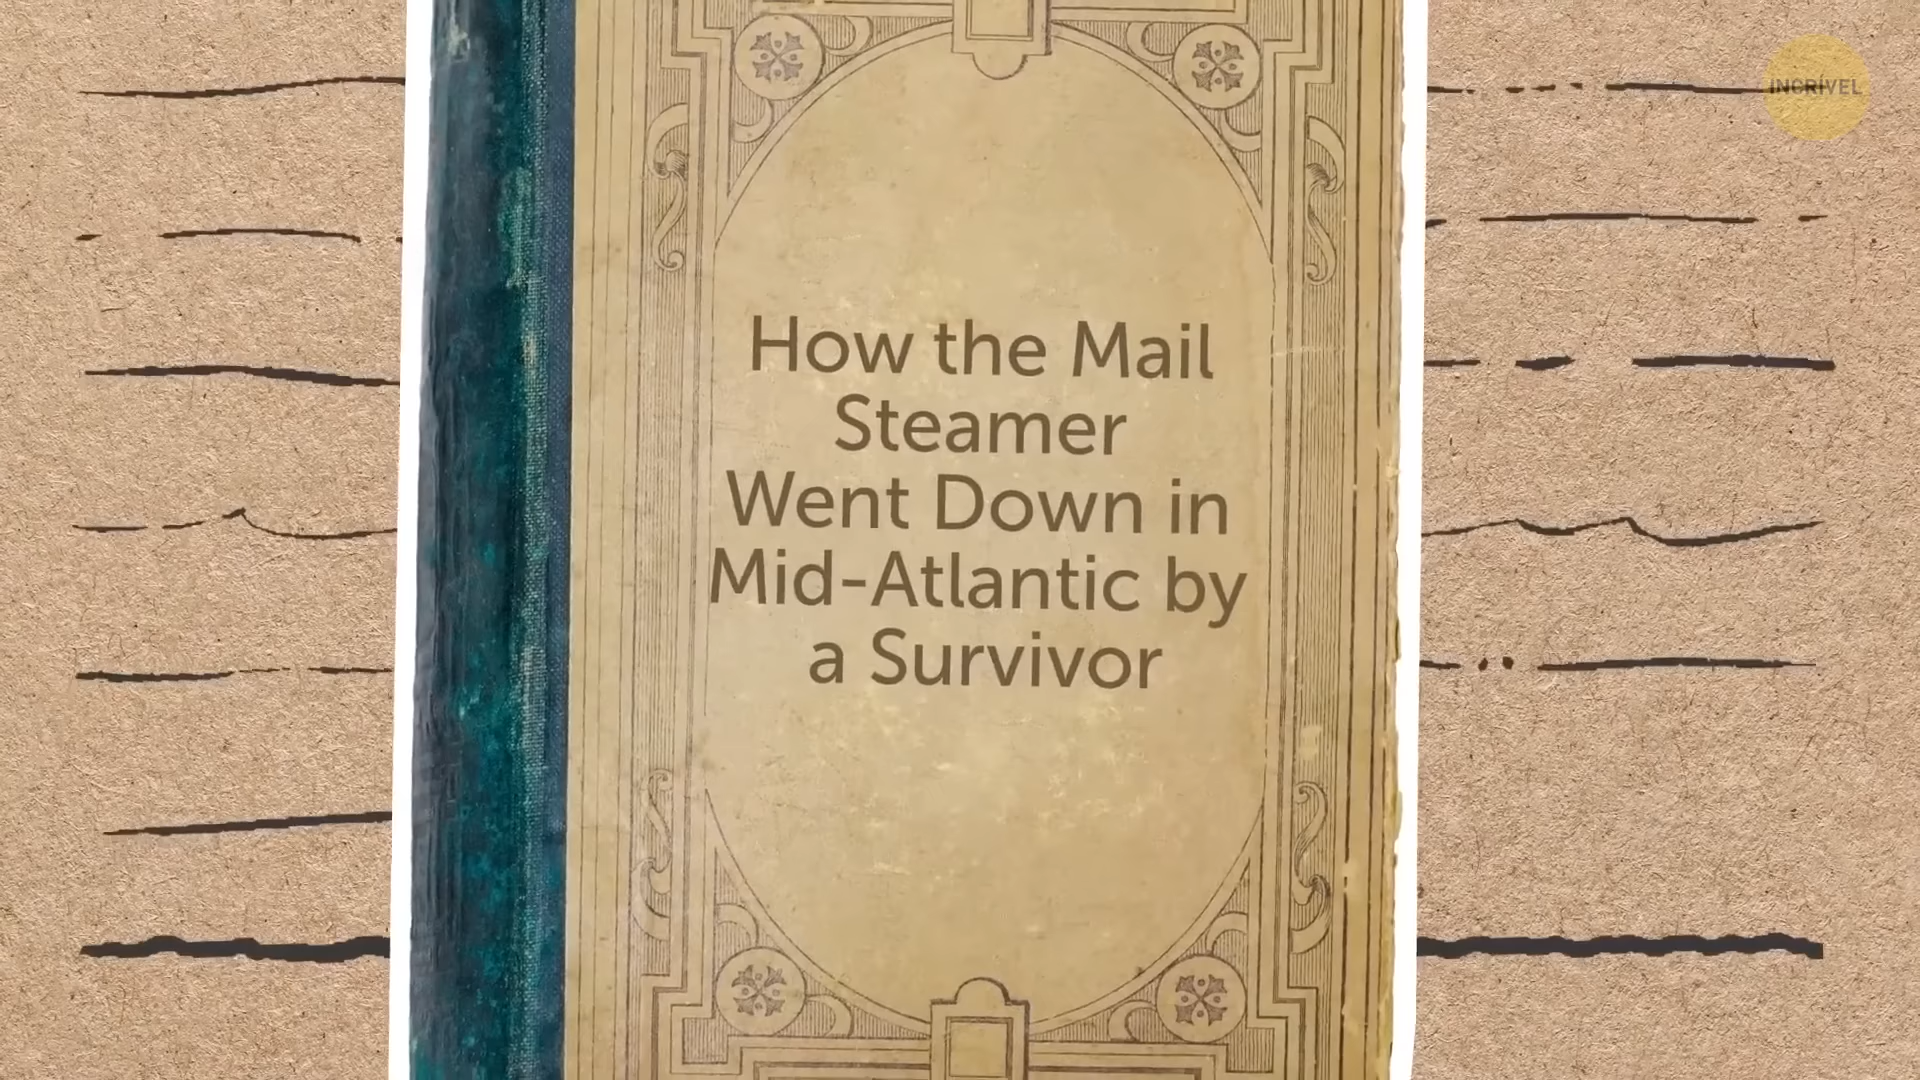 INCRÍVEL
How the Mail
Steamer
Went Down in
Mid-Atlantic by
a Survivor